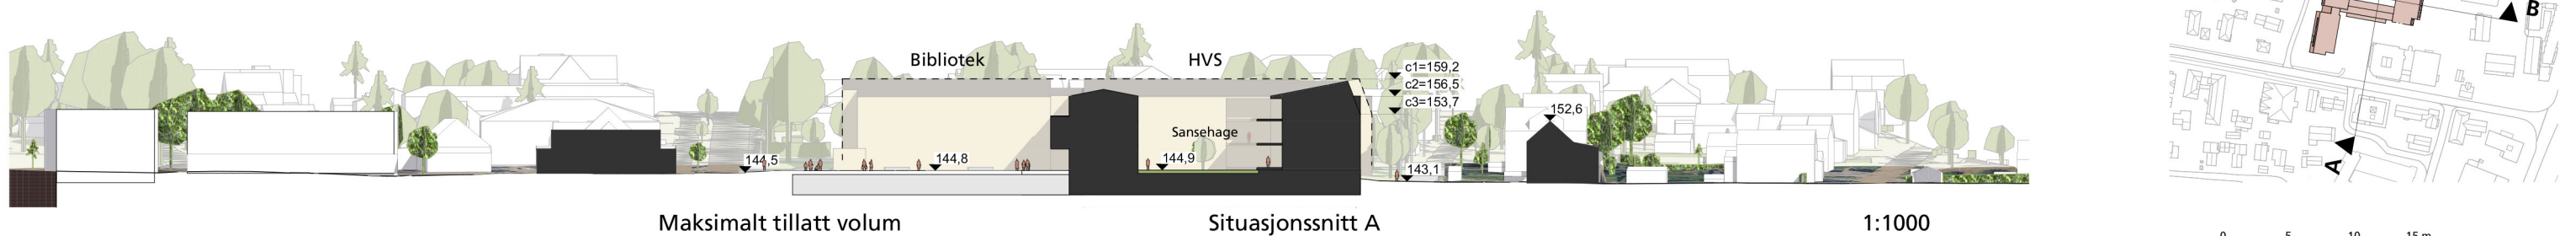 B
Bibliotek
HVS
c1=159,2
c2=156,5
c3=153,7
152,6
Sansehage
144,5
144,8
144,9
143,1
A
Maksimalt tillatt volum
Situasjonssnitt A
1:1000
0 5 10 15 m